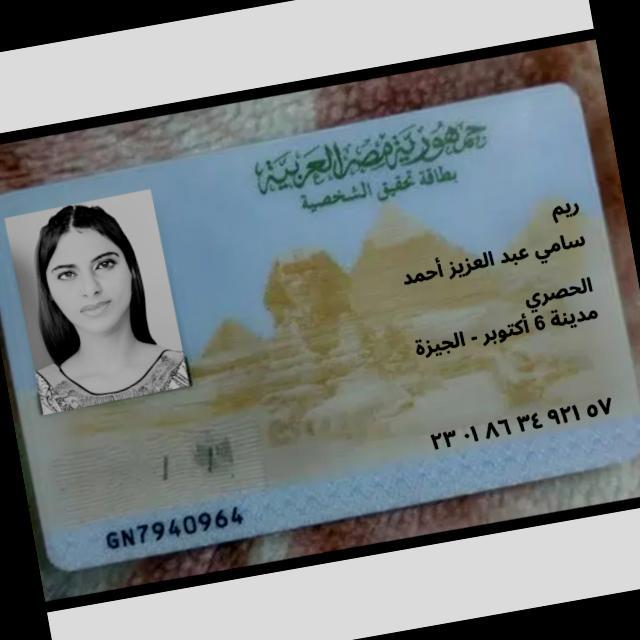 جمهورية مصر العربية
بطاقة تحقيق الشخصية
ريم
سامي عبد العزيز أحمد
الحصري
مدينة 6 أكتوبر - الجيزة
٢٣ ٠١ ٨٦ ٣٤ ٩٢١ ٥٧
GN7940964